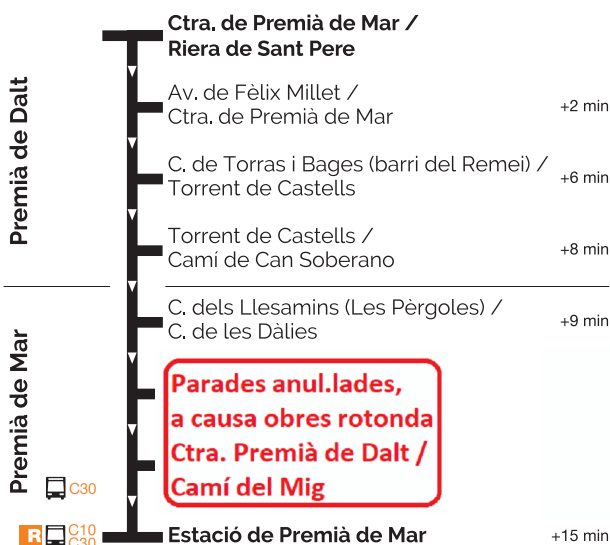 Ctra. de Premià de Mar /
Riera de Sant Pere
Premià de Dalt
Av. de Fèlix Millet /
Ctra. de Premià de Mar
+2 min
C. de Torras i Bages (barri del Remei) /
Torrent de Castells
+6 min
Torrent de Castells /
Camí de Can Soberano
+8 min
Premià de Mar
C. dels Llesamins (Les Pèrgoles) /
C. de les Dàlies
+9 min
Parades anul.lades,
a causa obres rotonda
Ctra. Premià de Dalt /
Camí del Mig
C30
R
C10
C30
Estació de Premià de Mar
+15 min